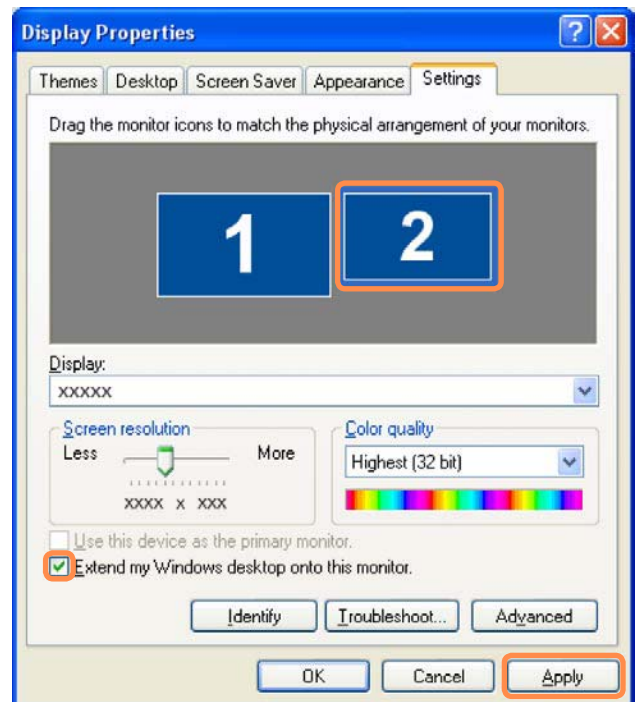 Display Properties
Themes Desktop Screen Saver Appearance Settings
Drag the monitor icons to match the physical arrangement of your monitors.
1 2
Display:
XXXXX
Screen resolution Color quality
Less More Highest (32 bit)
XXXX X XXX
Use this device as the primary monitor.
Extend my Windows desktop onto this monitor.
Identify Troubleshoot... Advanced
OK Cancel Apply